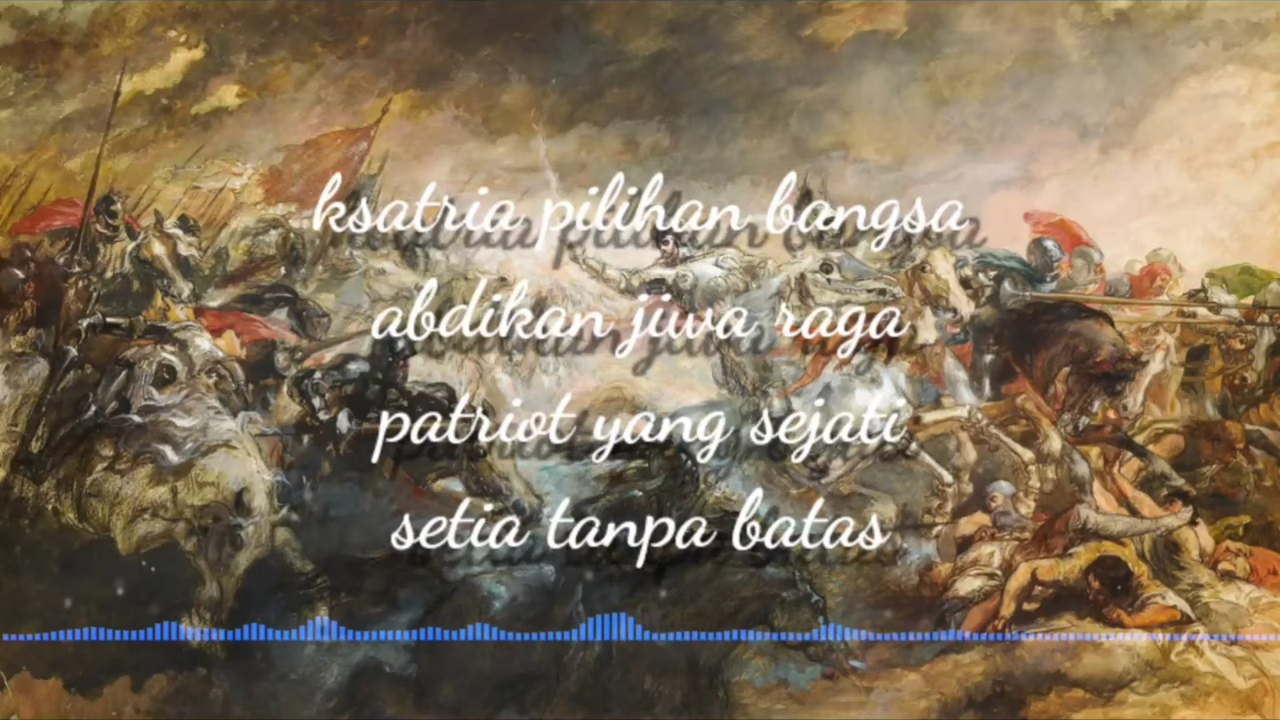 ksatria pilihan bangsa
abdikan jiwa raga
patriot yang sejati
setia tanpa batas